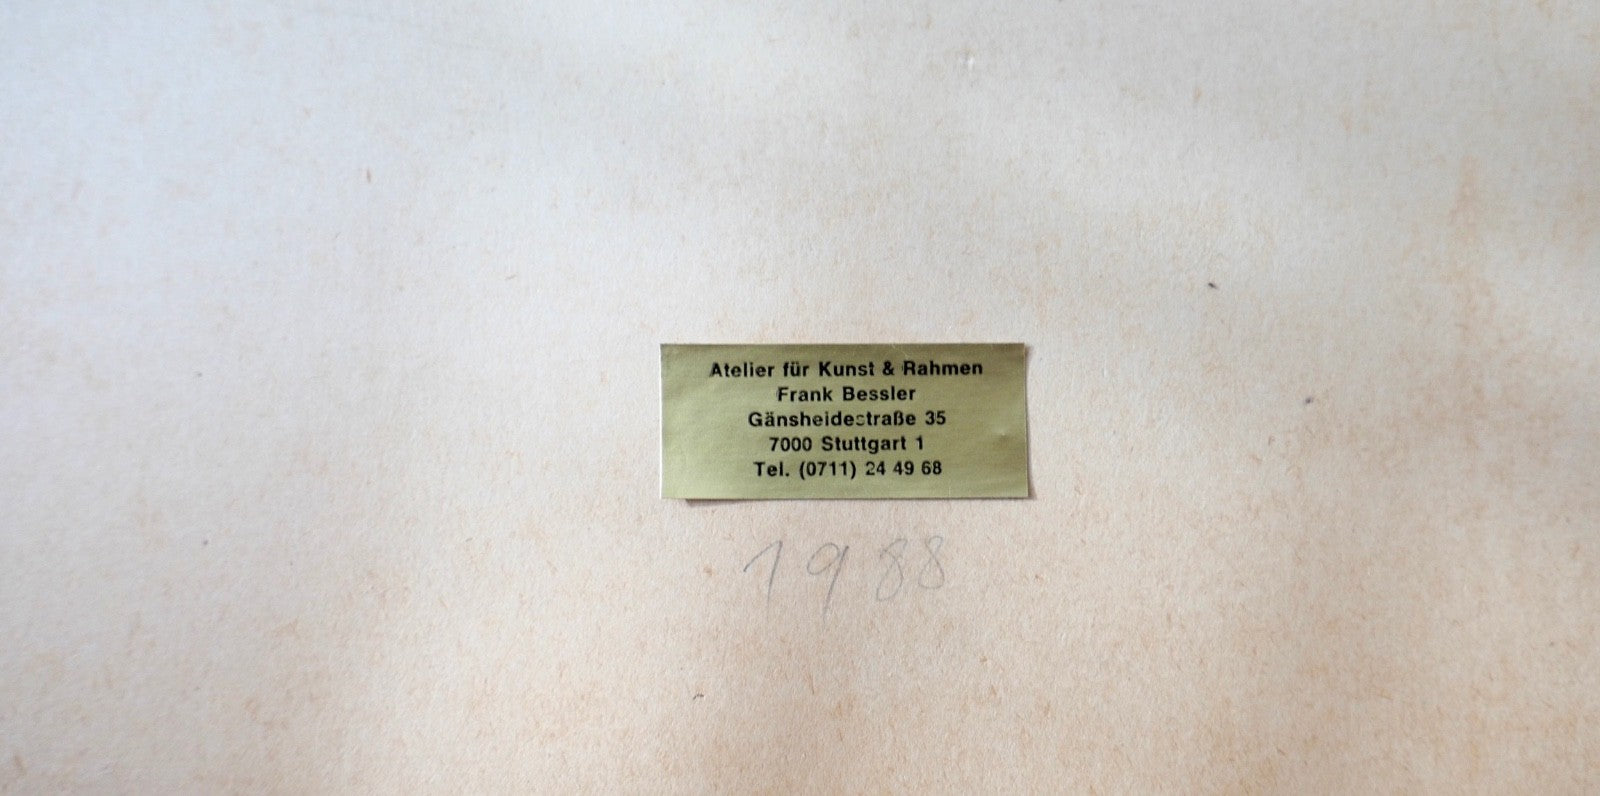 Atelier für Kunst & Rahmen
Frank Bessler
Gänsheidestraße 35
7000 Stuttgart 1
Tel. (0711) 24 49 68
1988